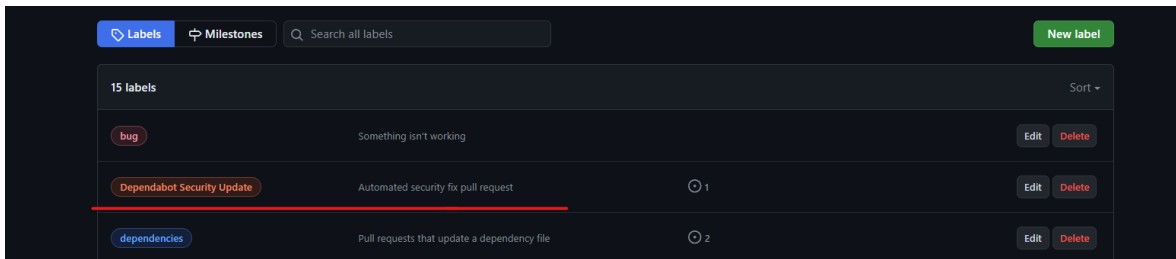 Labels Milestones Search all labels New label
15 labels Sort
bug Something isn't working Edit Delete
Dependabot Security Update Automated security fix pull request 1 Edit Delete
dependencies Pull requests that update a dependency file 2 Edit Delete